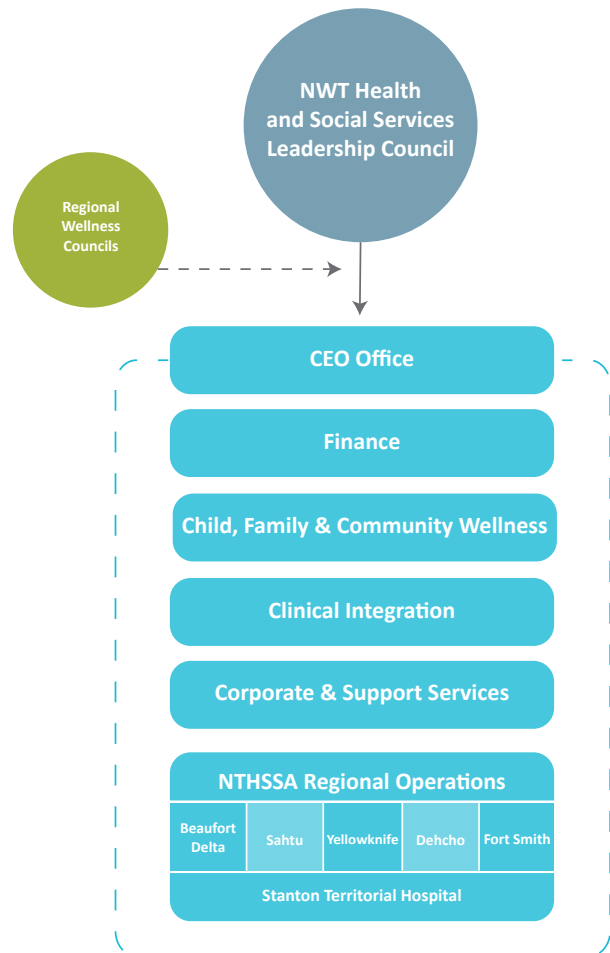 NWT Health
and Social Services
Leadership Council
Regional
Wellness
Councils
CEO Office
Finance
Child, Family & Community Wellness
Clinical Integration
Corporate & Support Services
NTHSSA Regional Operations
Beaufort
Delta
Sahtu
Yellowknife
Dehcho
Fort Smith
Stanton Territorial Hospital